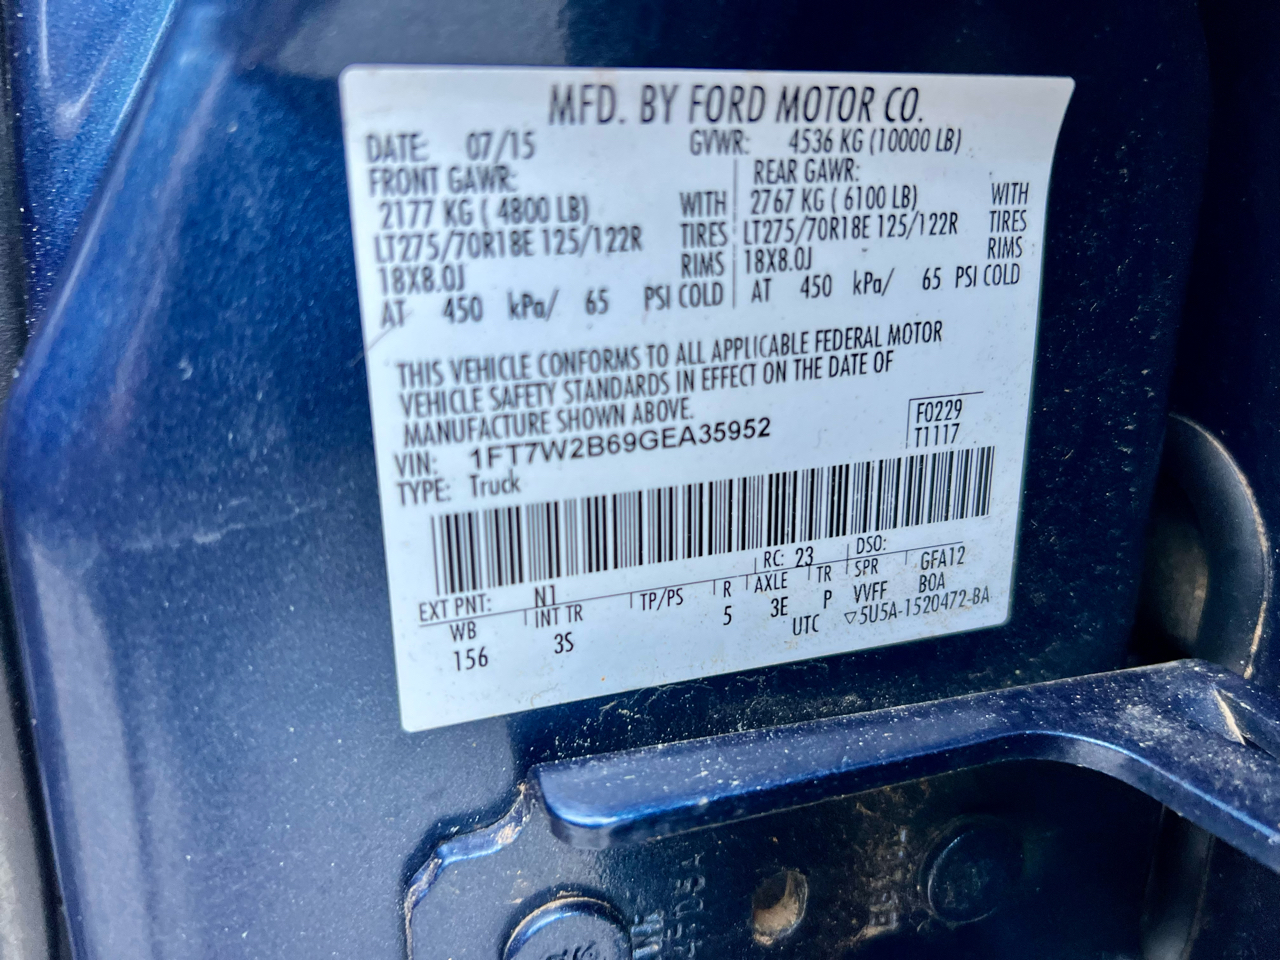 MFD. BY FORD MOTOR CO.
DATE: 07/15 GVWR: 4536 KG (10000 LB)
FRONT GAWR: REAR GAWR:
2177 KG ( 4800 LB) WITH 2767 KG ( 6100 LB) WITH
LT275/70R18E 125/122R TIRES LT275/70R18E 125/122R TIRES
18X8.0J RIMS 18X8.0J RIMS
AT 450 kPa/ 65 PSI COLD AT 450 kPa/ 65 PSI COLD
THIS VEHICLE CONFORMS TO ALL APPLICABLE FEDERAL MOTOR
VEHICLE SAFETY STANDARDS IN EFFECT ON THE DATE OF
MANUFACTURE SHOWN ABOVE.
VIN: 1FT7W2B69GEA35952 F0229
TYPE: Truck T1117
EXT PNT: N1 RC: 23 DSO:
WB INT TR TP/PS R AXLE TR SPR GFA12
156 3S 5 3E P VVFF BOA
UTC ▽5U5A-1520472-BA